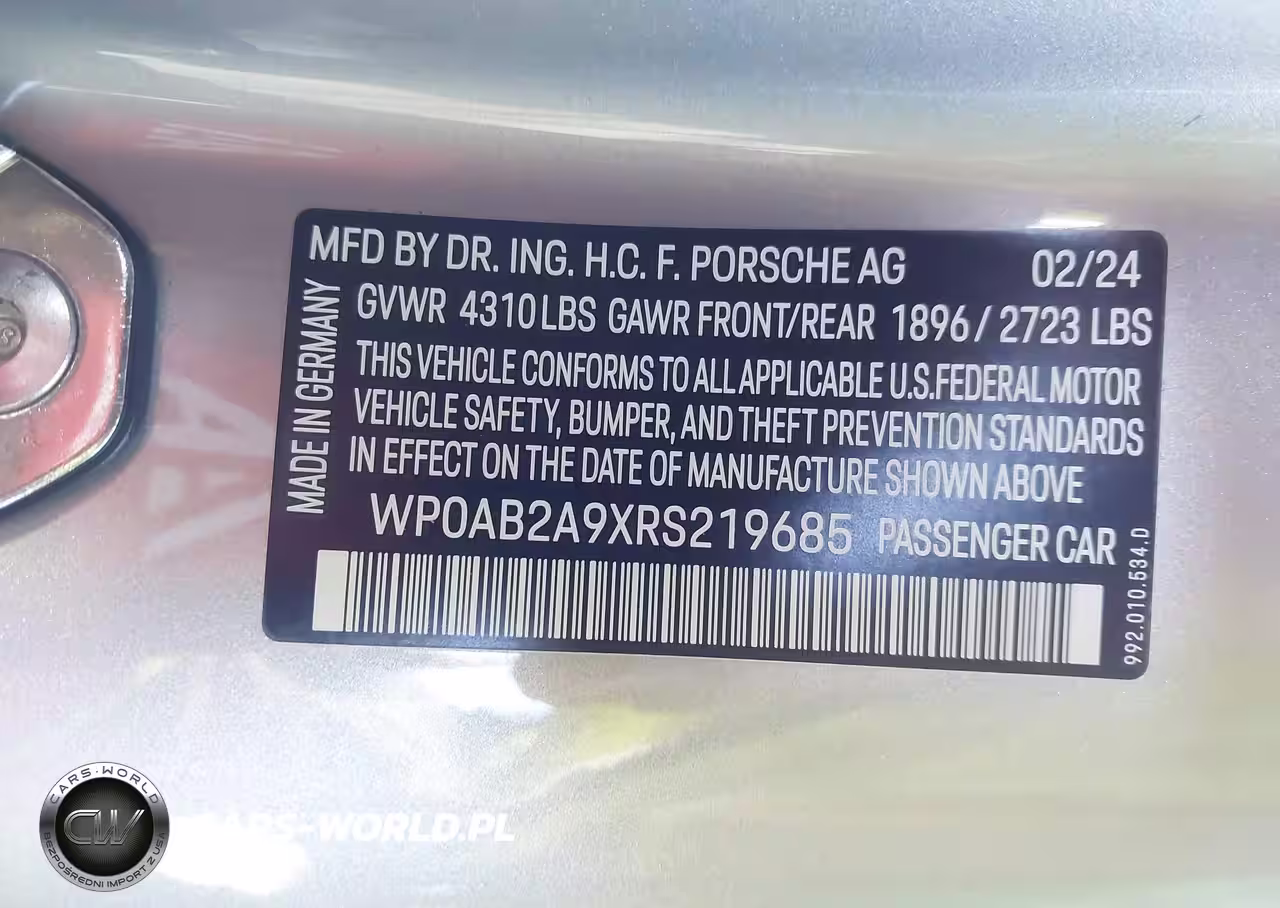 MFD BY DR. ING. H.C. F. PORSCHE AG 02/24
GVWR 4310 LBS GAWR FRONT/REAR 1896 / 2723 LBS
THIS VEHICLE CONFORMS TO ALL APPLICABLE U.S.FEDERAL MOTOR
VEHICLE SAFETY, BUMPER, AND THEFT PREVENTION STANDARDS
IN EFFECT ON THE DATE OF MANUFACTURE SHOWN ABOVE
WP0AB2A9XRS219685 PASSENGER CAR
MADE IN GERMANY
992.010.534.D
CARS-WORLD
CW
BEZPOŚREDNI IMPORT Z USA
CARS-WORLD.PL